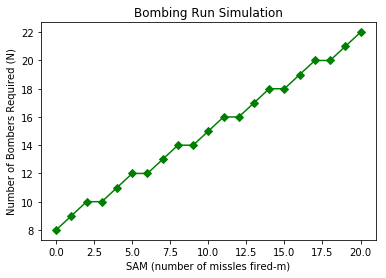 Bombing Run Simulation
Number of Bombers Required (N)
22
20
18
16
14
12
10
8
0.0 2.5 5.0 7.5 10.0 12.5 15.0 17.5 20.0
SAM (number of missles fired-m)